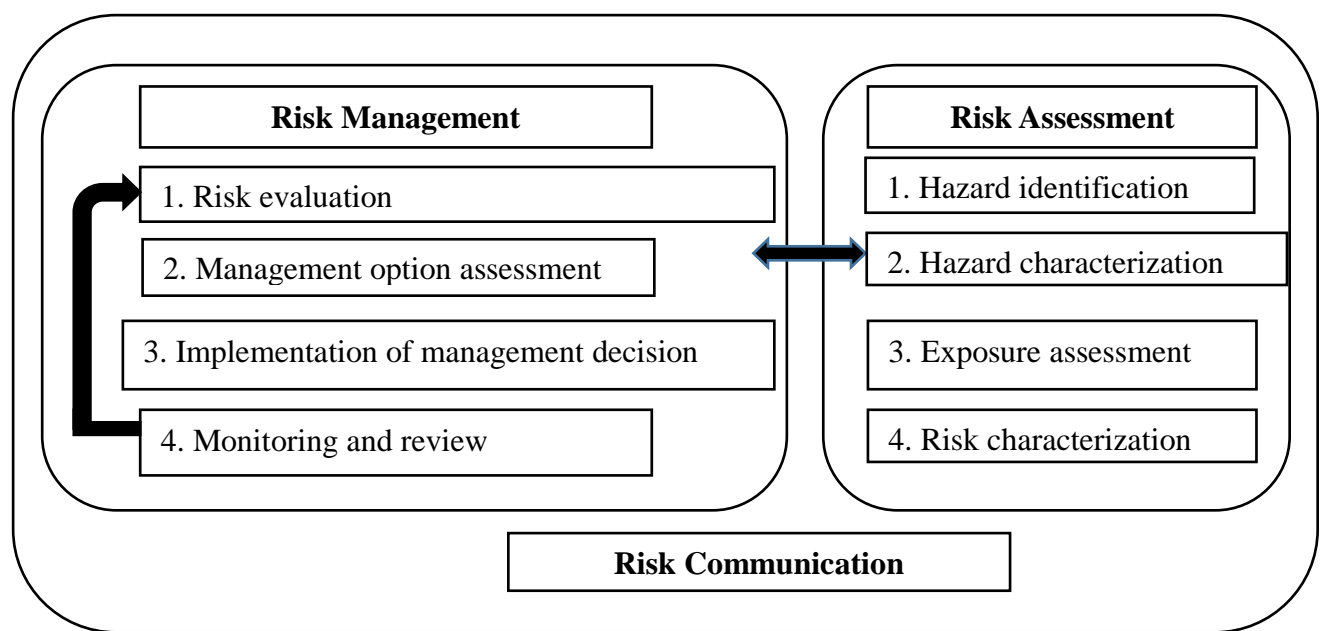 Risk Management
1. Risk evaluation
2. Management option assessment
3. Implementation of management decision
4. Monitoring and review
Risk Assessment
1. Hazard identification
2. Hazard characterization
3. Exposure assessment
4. Risk characterization
Risk Communication